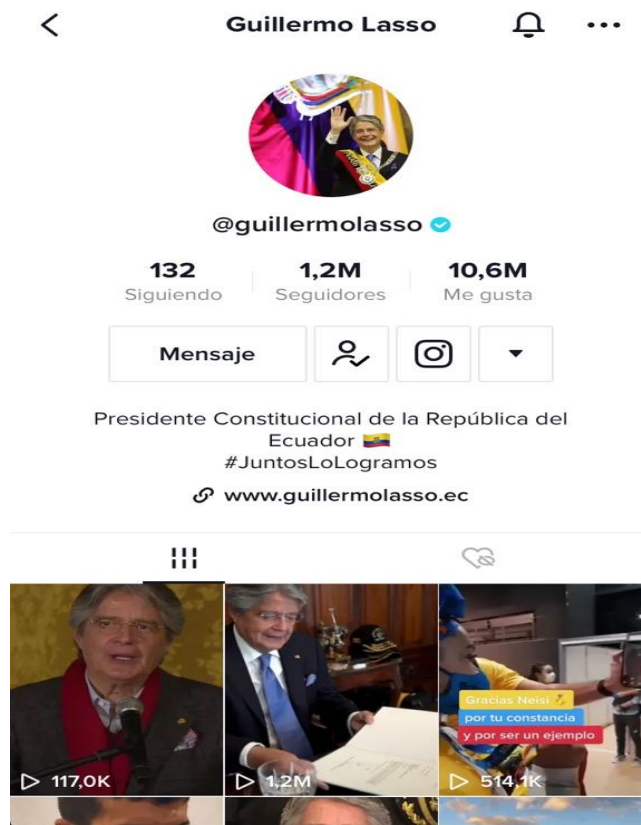 Guillermo Lasso
@guillermolasso
132
1,2M
10,6M
Siguiendo
Seguidores
Me gusta
Mensaje
Presidente Constitucional de la República del
Ecuador 🇪🇨
#JuntosLoLogramos
www.guillermolasso.ec
Gracias Neisi 🏅
por tu constancia
y por ser un ejemplo
117,0K
1,2M
514,1K